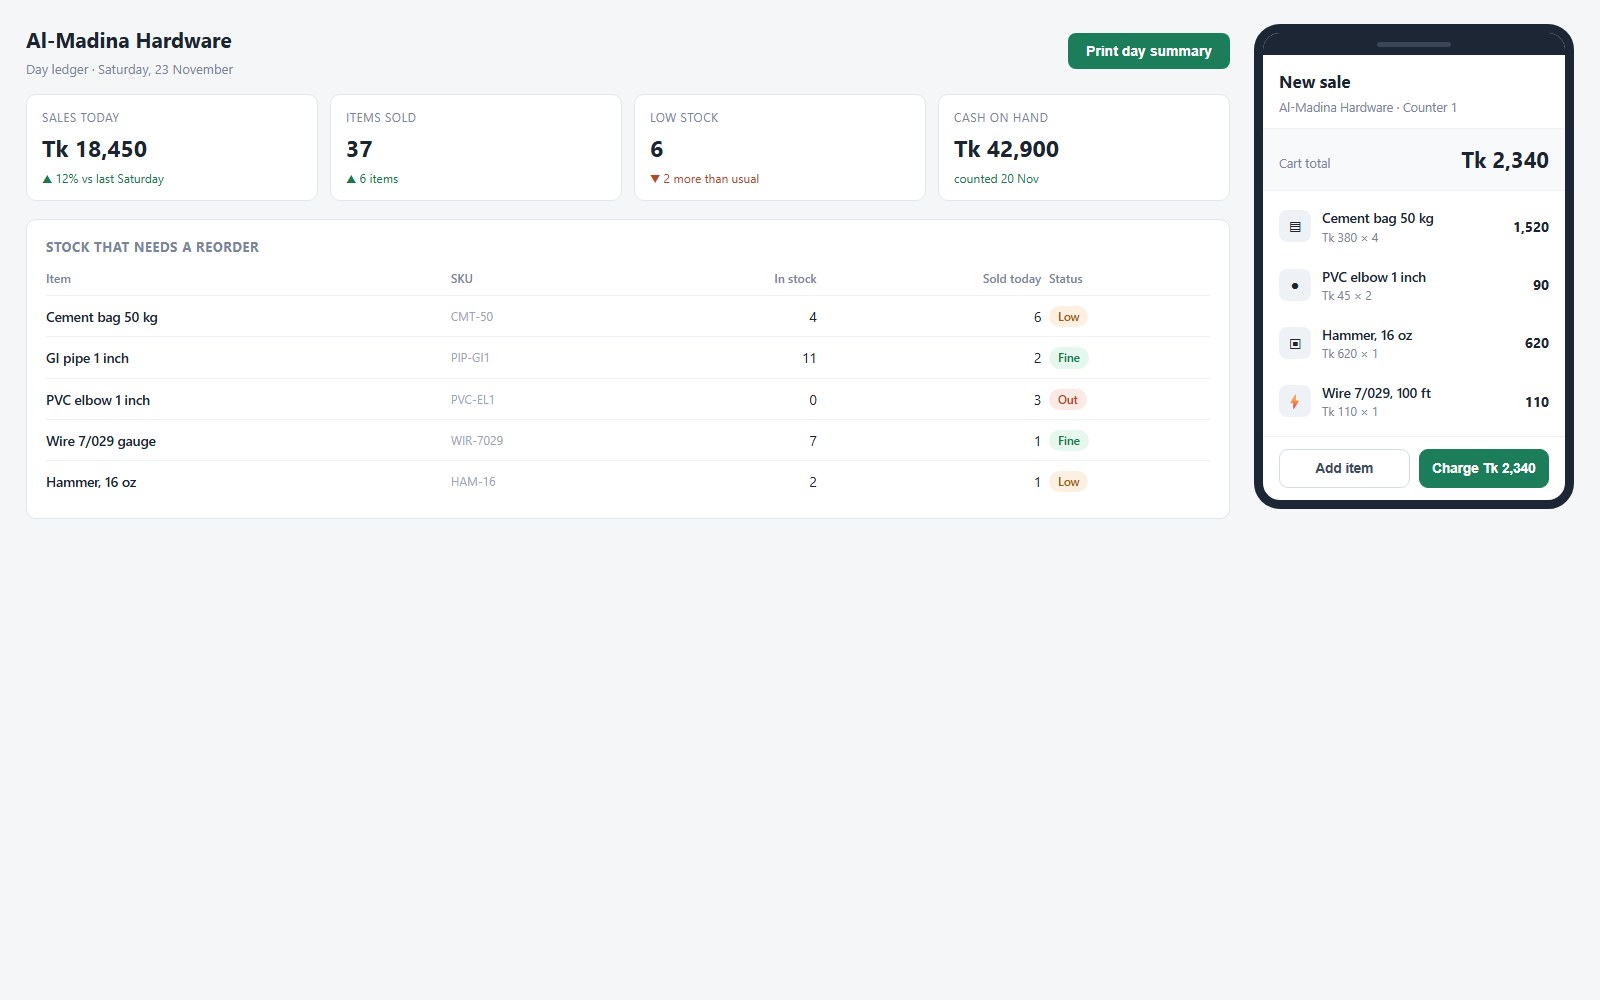 Al-Madina Hardware
Day ledger · Saturday, 23 November
Print day summary
SALES TODAY
Tk 18,450
▲ 12% vs last Saturday
ITEMS SOLD
37
▲ 6 items
LOW STOCK
6
▼ 2 more than usual
CASH ON HAND
Tk 42,900
counted 20 Nov
STOCK THAT NEEDS A REORDER
Item SKU In stock Sold today Status
Cement bag 50 kg CMT-50 4 6 Low
GI pipe 1 inch PIP-GI1 11 2 Fine
PVC elbow 1 inch PVC-EL1 0 3 Out
Wire 7/029 gauge WIR-7029 7 1 Fine
Hammer, 16 oz HAM-16 2 1 Low
New sale
Al-Madina Hardware · Counter 1
Cart total Tk 2,340
Cement bag 50 kg 1,520
Tk 380 × 4
PVC elbow 1 inch 90
Tk 45 × 2
Hammer, 16 oz 620
Tk 620 × 1
Wire 7/029, 100 ft 110
Tk 110 × 1
Add item Charge Tk 2,340